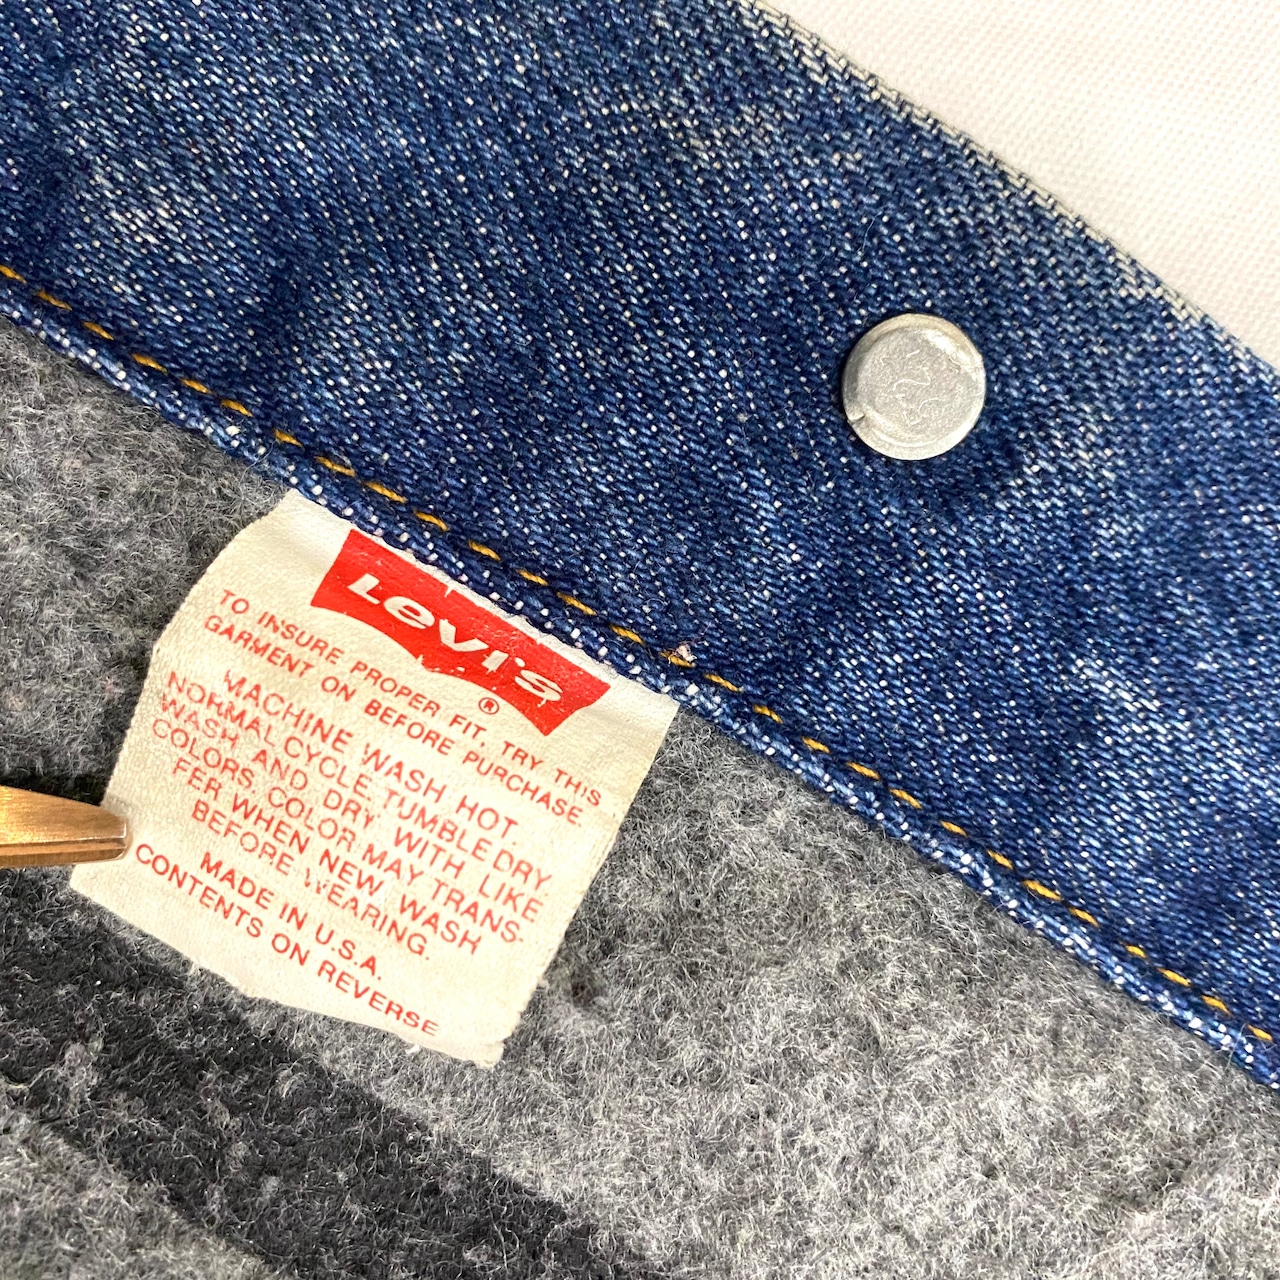 Levi's
®
TO INSURE PROPER FIT, TRY THIS
GARMENT ON BEFORE PURCHASE.
MACHINE WASH HOT
NORMAL CYCLE, TUMBLE DRY.
WASH AND DRY WITH LIKE
COLORS. COLOR MAY TRANS-
FER WHEN NEW WASH
BEFORE WEARING.
MADE IN U.S.A.
CONTENTS ON REVERSE